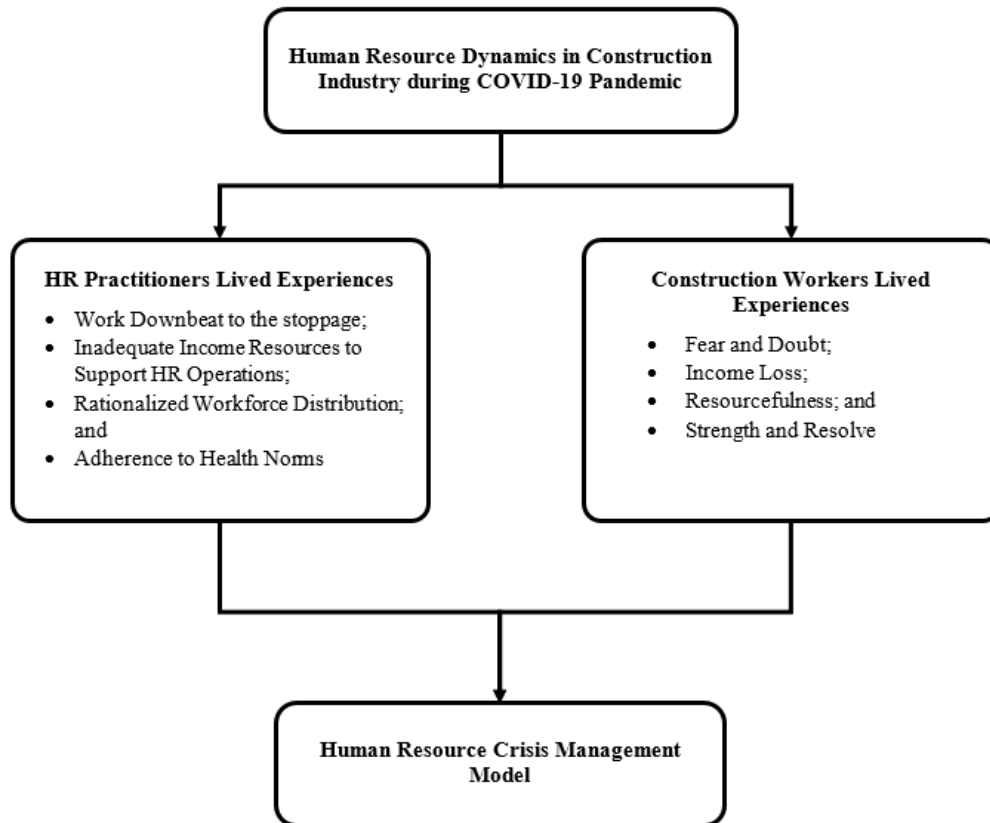 Human Resource Dynamics in Construction
Industry during COVID-19 Pandemic
HR Practitioners Lived Experiences
• Work Downbeat to the stoppage;
• Inadequate Income Resources to
Support HR Operations;
• Rationalized Workforce Distribution;
and
• Adherence to Health Norms
Construction Workers Lived
Experiences
• Fear and Doubt;
• Income Loss;
• Resourcefulness; and
• Strength and Resolve
Human Resource Crisis Management
Model